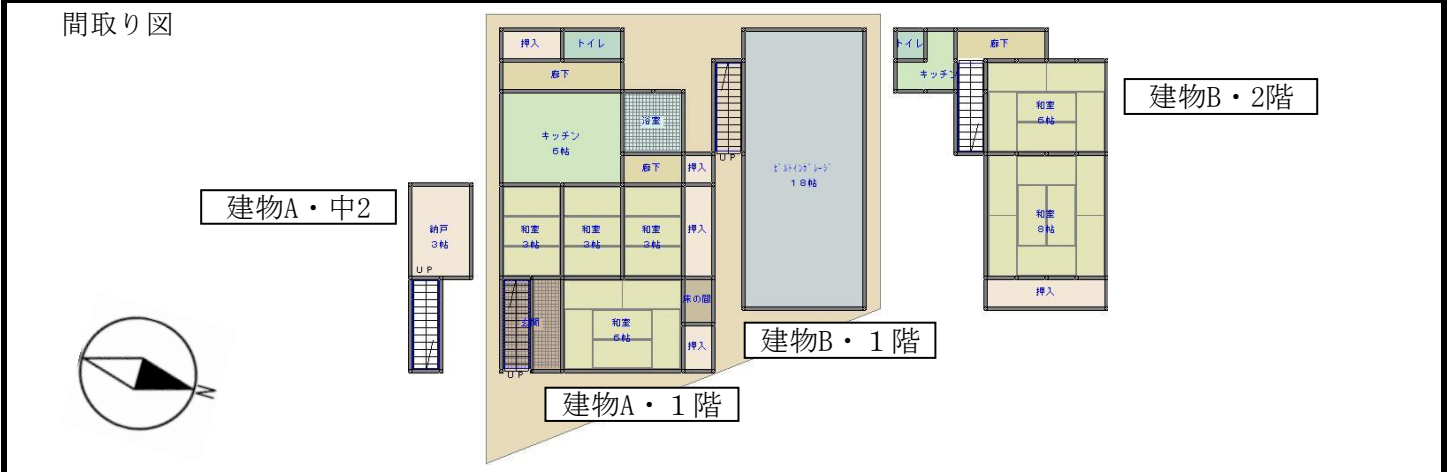 間取り図
押入
トイレ
廊下
キッチン
6帖
浴室
廊下
押入
和室
3帖
和室
3帖
和室
3帖
押入
玄関
UP
和室
6帖
床の間
押入
建物A・1階
建物A・中2
納戸
3帖
UP
N
UP
ビルトインガレージ
18帖
建物B・1階
トイレ
キッチン
廊下
和室
6帖
和室
8帖
押入
建物B・2階